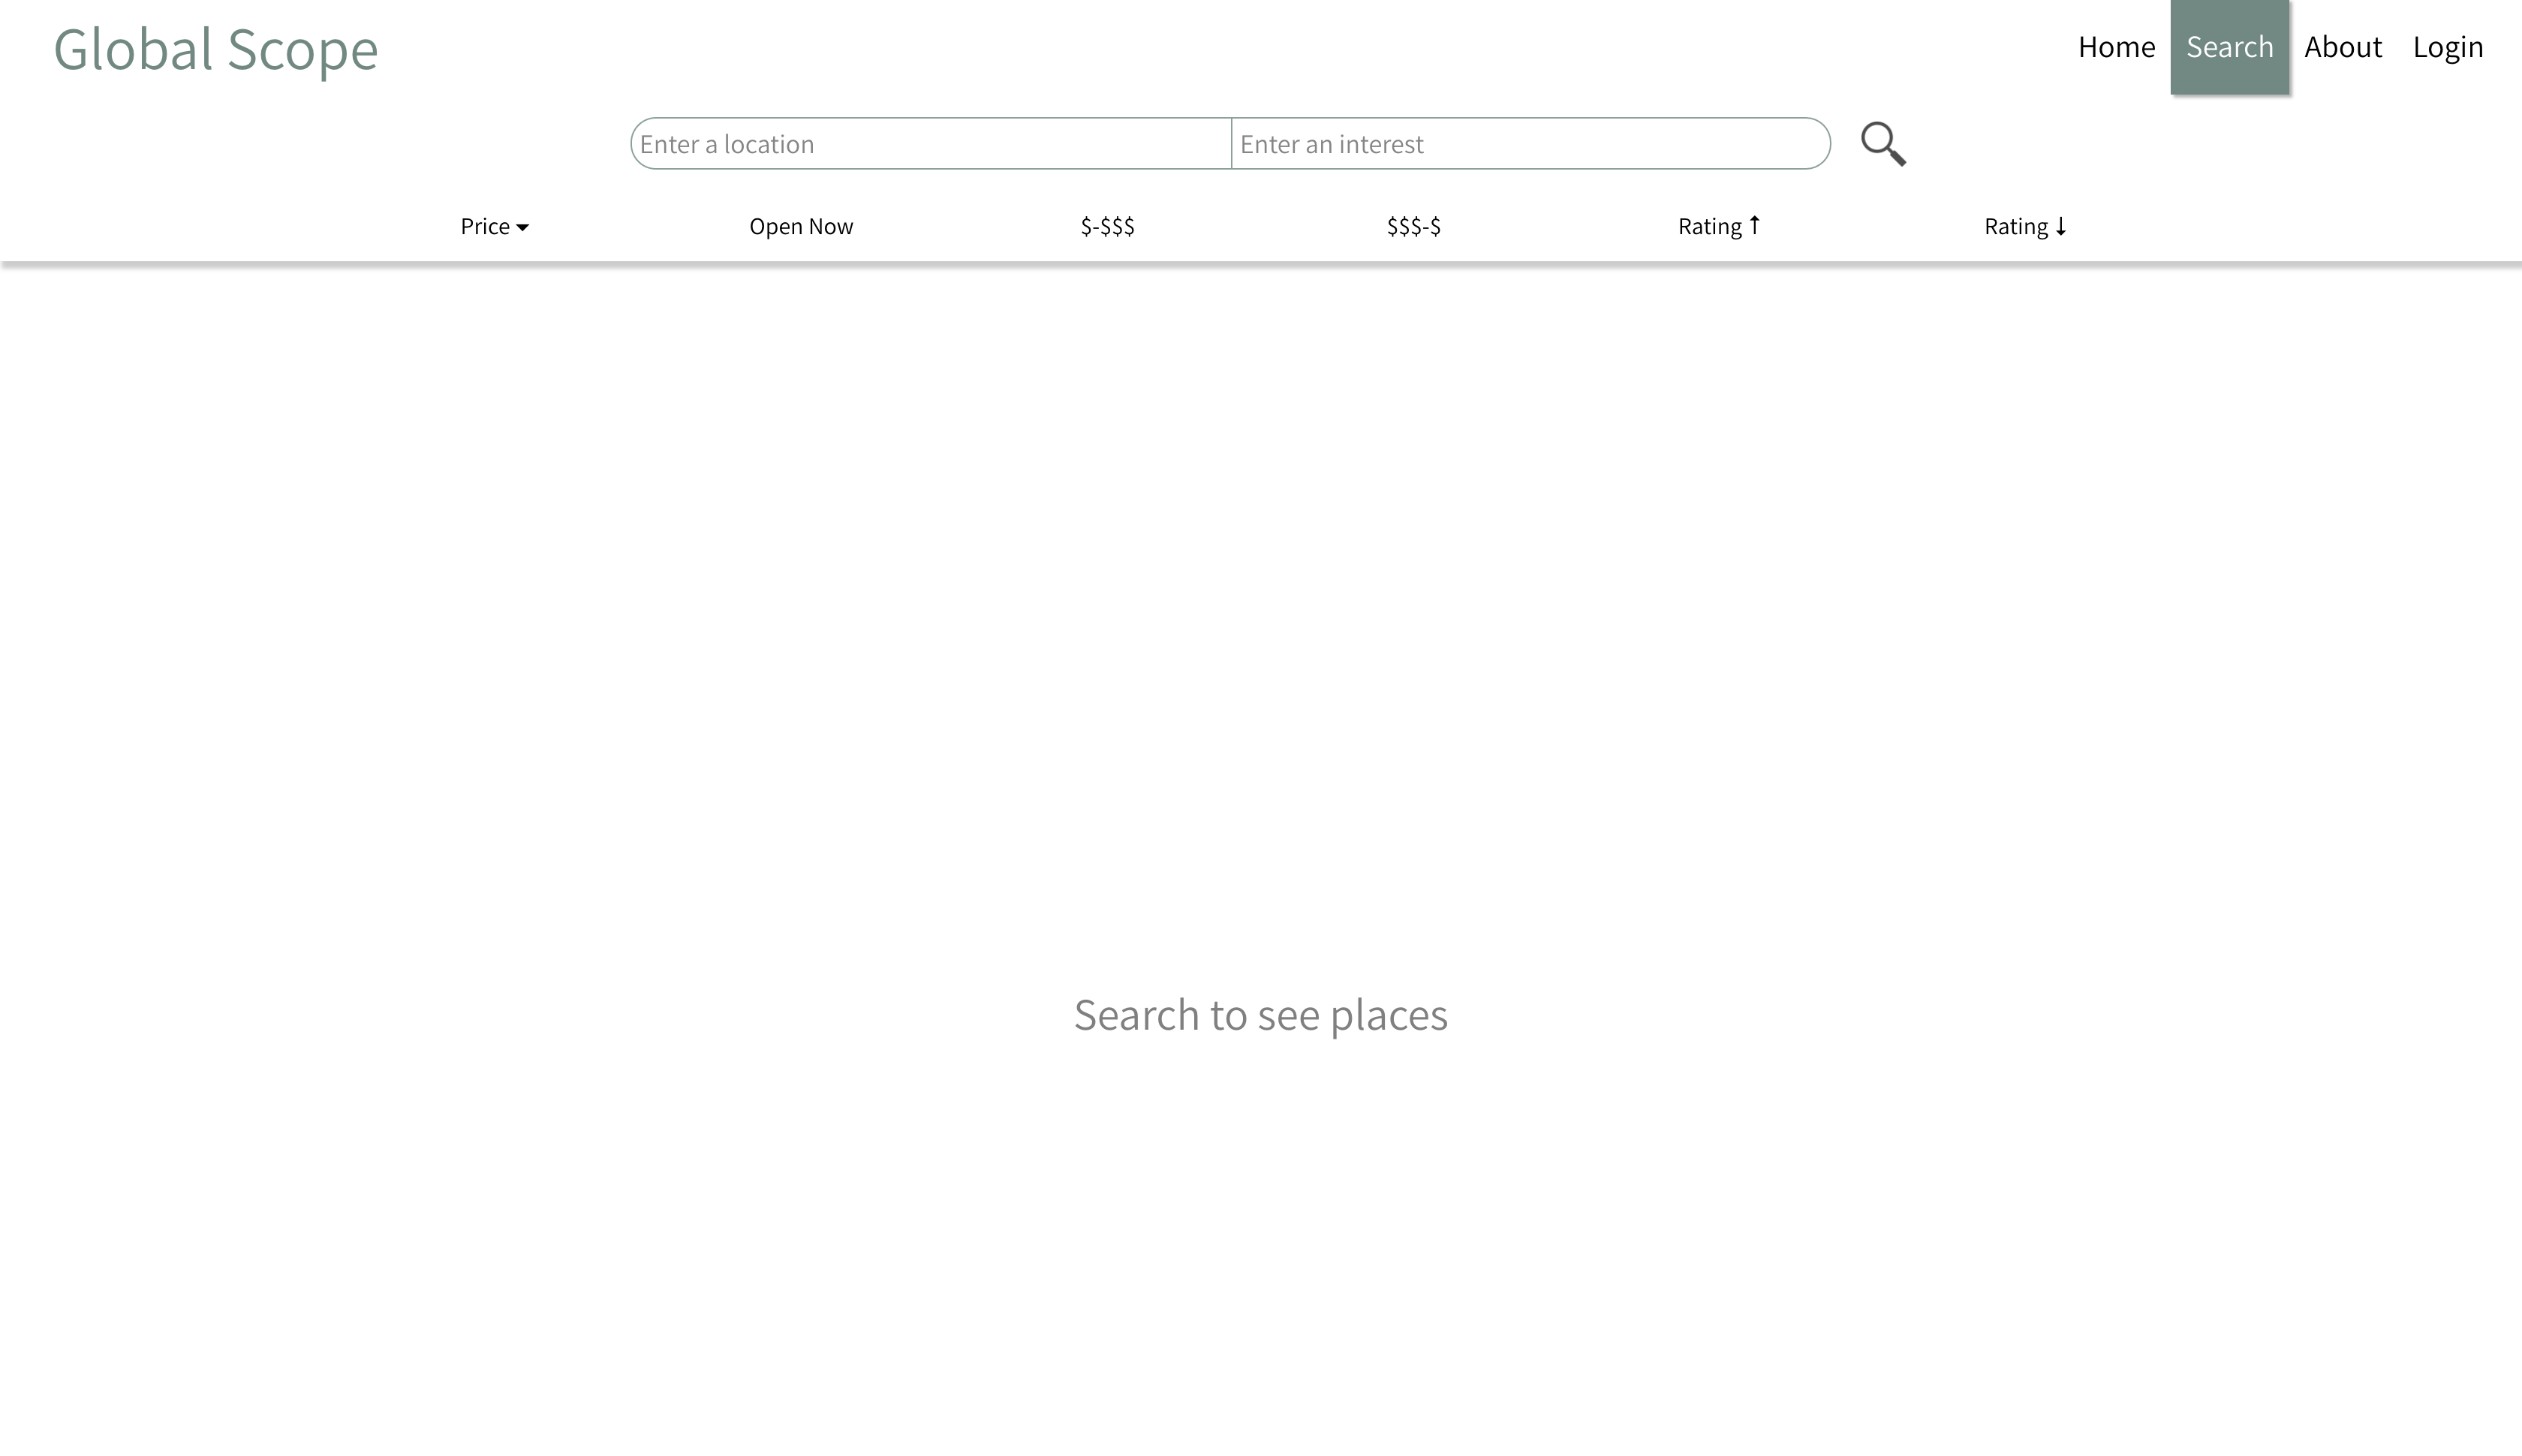 Global Scope
Home Search About Login
Enter a location Enter an interest
Price Open Now $-$$$ $$$-$ Rating ↑ Rating ↓
Search to see places